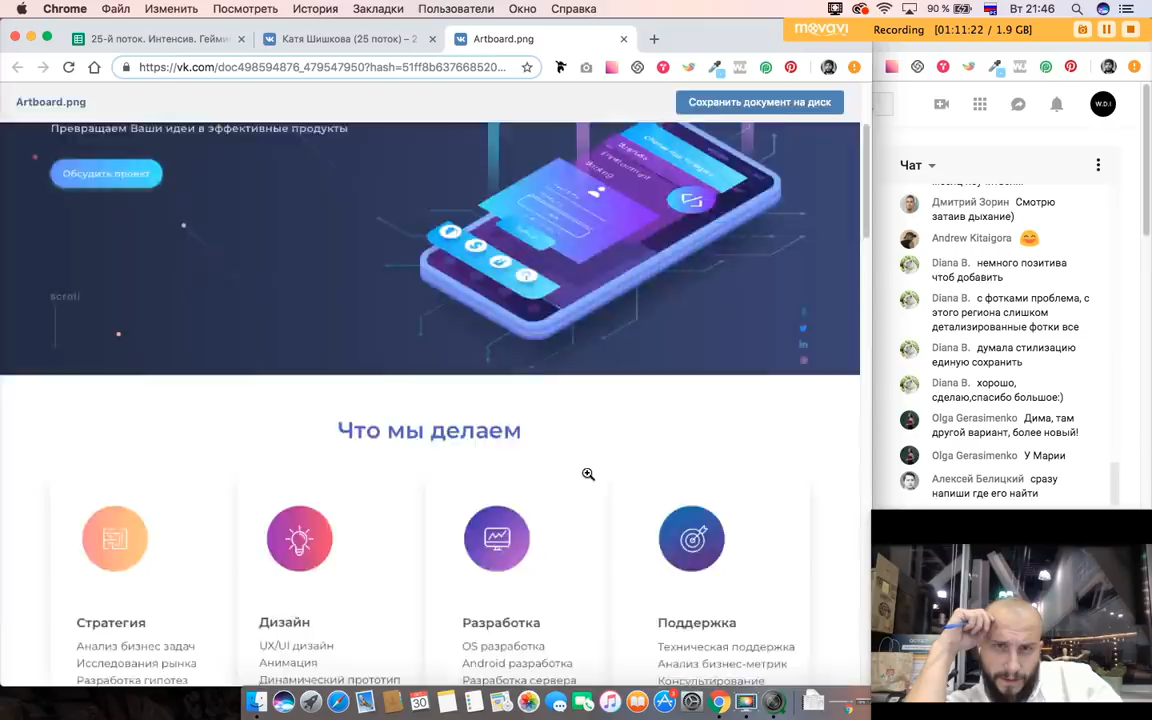 Chrome Файл Изменить Посмотреть История Закладки Пользователи Окно Справка 90 % Вт 21:46
movavi Recording [01:11:22 / 1.9 GB]
25-й поток. Интенсив. Гейми
Катя Шишкова (25 поток) – 2
Artboard.png
https://vk.com/doc498594876_479547950?hash=51ff8b637668520...
Artboard.png
Сохранить документ на диск
W.D.I
Превращаем Ваши идеи в эффективные продукты
Обсудить проект
scroll
Что мы делаем
Стратегия
Анализ бизнес задач
Исследования рынка
Разработка гипотез
Дизайн
UX/UI дизайн
Анимация
Динамический прототип
Разработка
OS разработка
Android разработка
Разработка сервера
Поддержка
Техническая поддержка
Анализ бизнес-метрик
Консультирование
Чат
Дмитрий Зорин Смотрю
затаив дыхание)
Andrew Kitaigora
Diana B. немного позитива
чтоб добавить
Diana B. с фотками проблема, с
этого региона слишком
детализированные фотки все
Diana B. думала стилизацию
единую сохранить
Diana B. хорошо,
сделаю,спасибо большое:)
Olga Gerasimenko Дима, там
другой вариант, более новый!
Olga Gerasimenko У Марии
Алексей Белицкий сразу
напиши где его найти
30